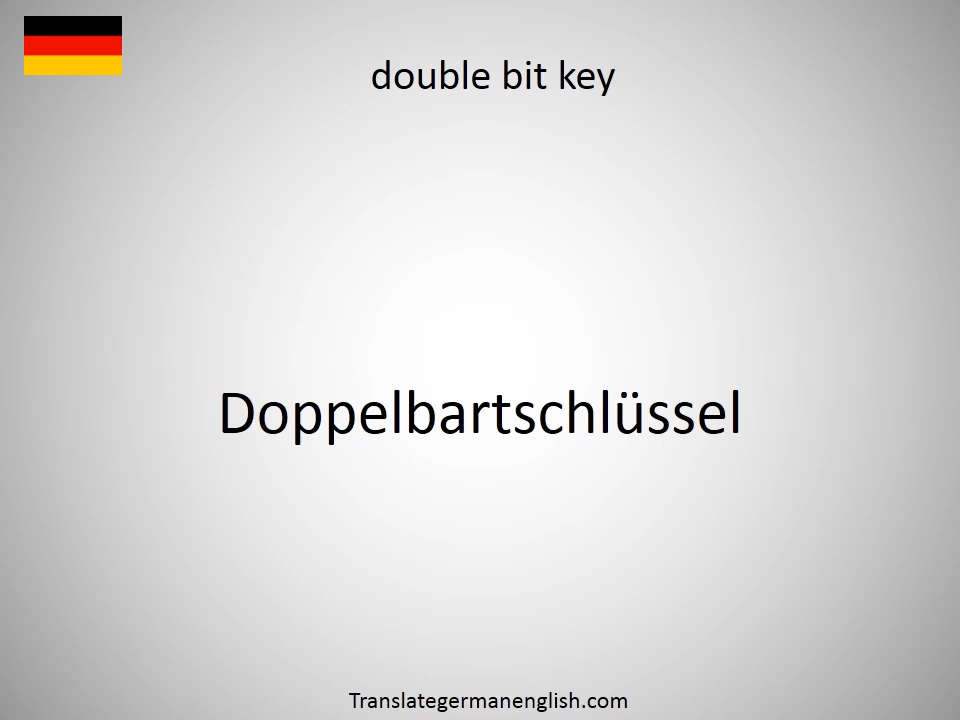 double bit key
Doppelbartschlüssel
Translategermanenglish.com